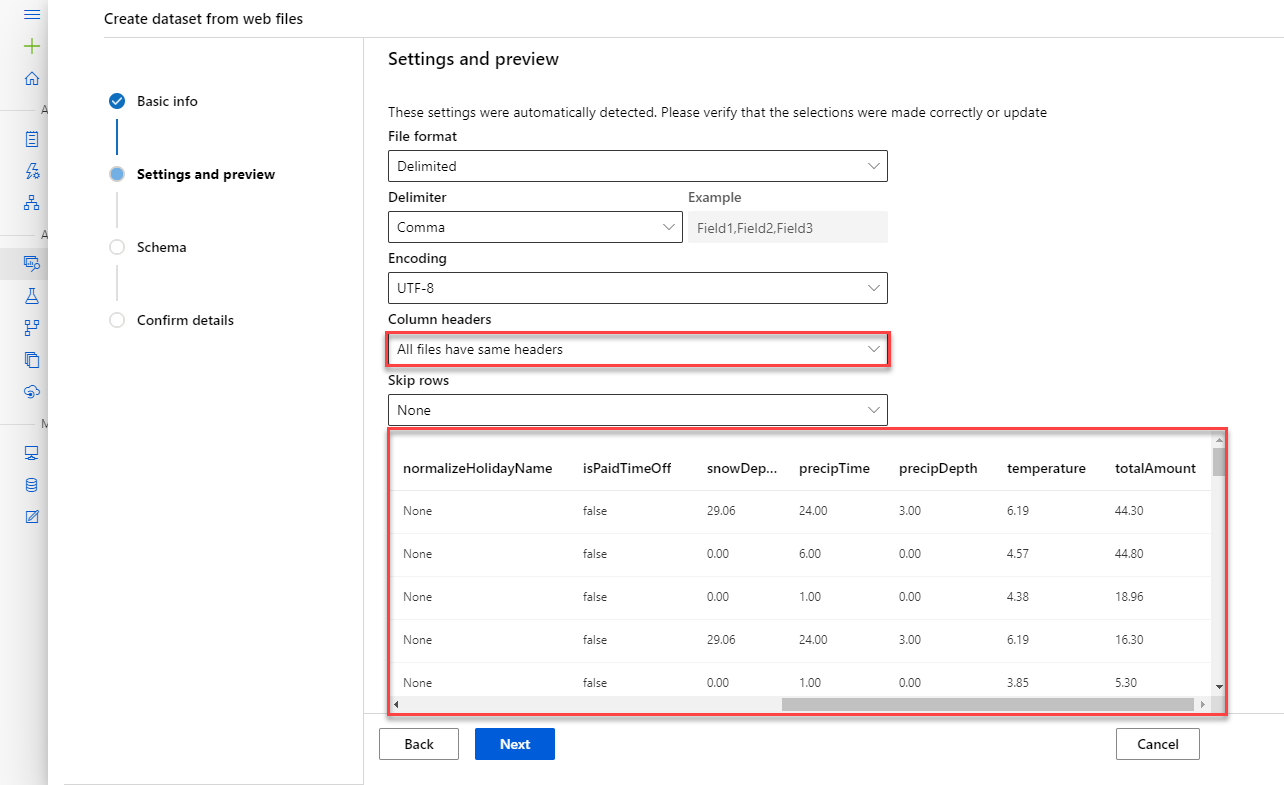 Create dataset from web files
A
A
M
Basic info
Settings and preview
Schema
Confirm details
Settings and preview
These settings were automatically detected. Please verify that the selections were made correctly or update
File format
Delimited
Delimiter Example
Comma Field1,Field2,Field3
Encoding
UTF-8
Column headers
All files have same headers
Skip rows
None
normalizeHolidayName isPaidTimeOff snowDep... precipTime precipDepth temperature totalAmount
None false 29.06 24.00 3.00 6.19 44.30
None false 0.00 6.00 0.00 4.57 44.80
None false 0.00 1.00 0.00 4.38 18.96
None false 29.06 24.00 3.00 6.19 16.30
None false 0.00 1.00 0.00 3.85 5.30
Back Next Cancel